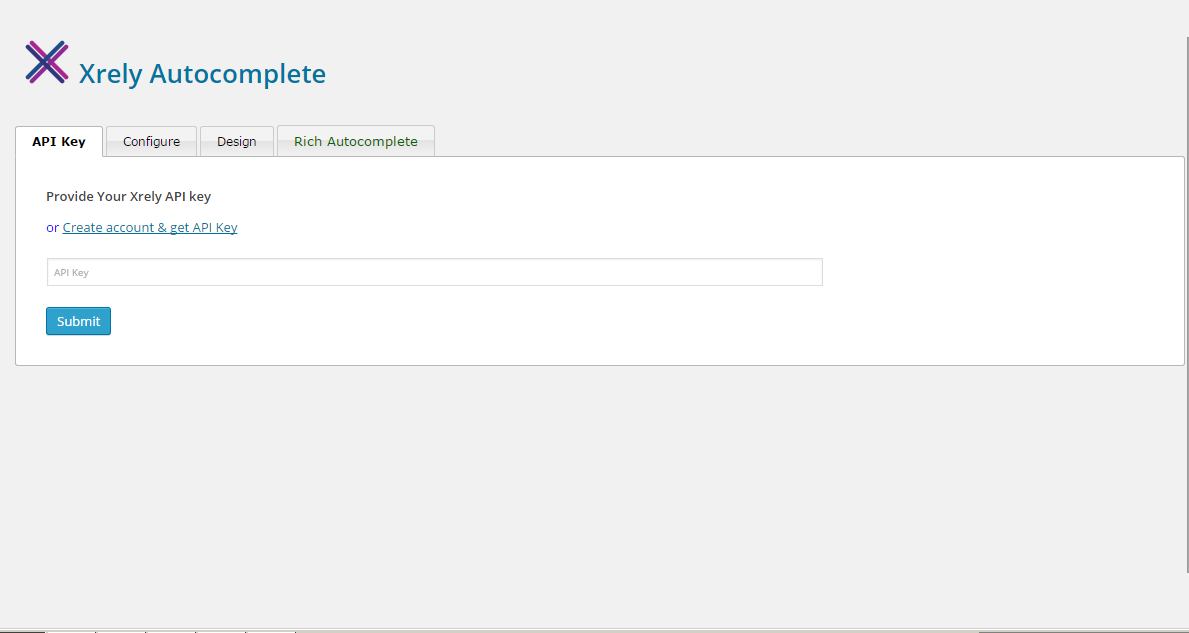 Xrely Autocomplete
API Key Configure Design Rich Autocomplete
Provide Your Xrely API key
or Create account & get API Key
API Key
Submit